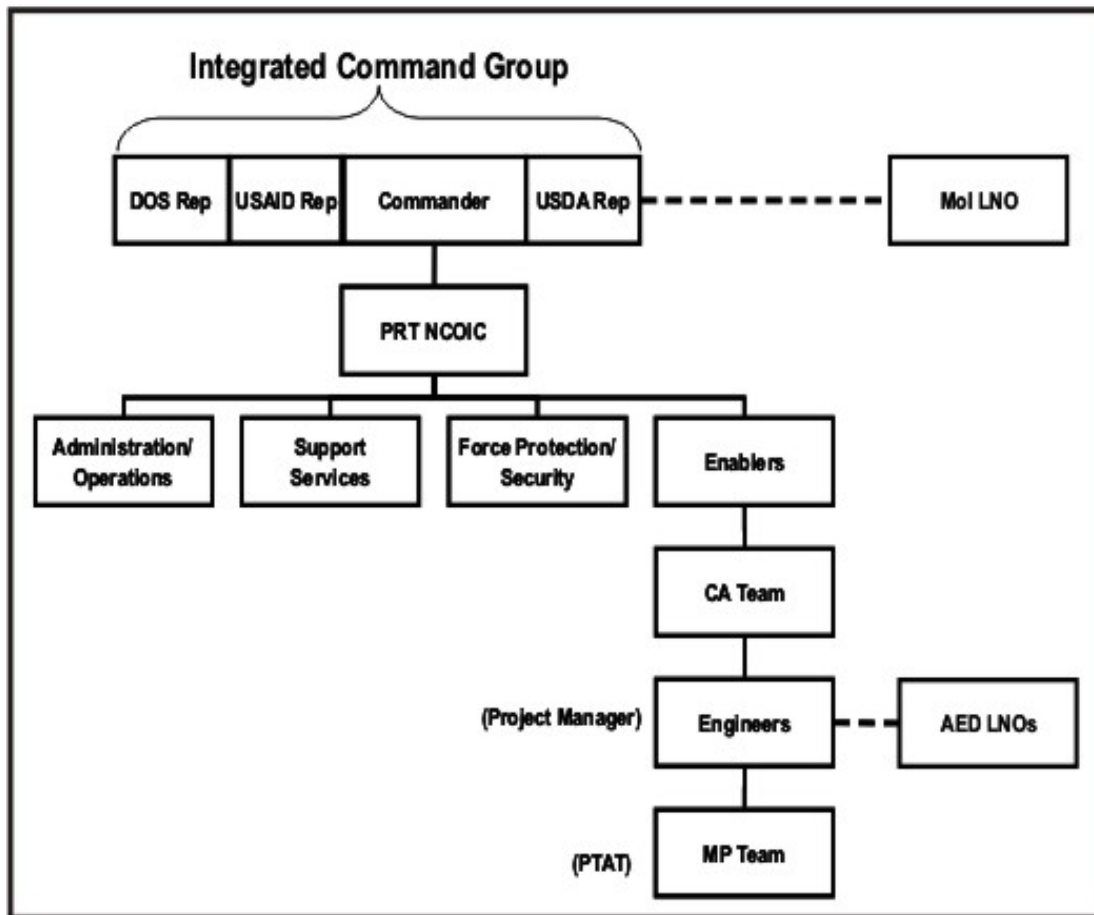 Integrated Command Group
DOS Rep
USAID Rep
Commander
USDA Rep
MoI LNO
PRT NCOIC
Administration/
Operations
Support
Services
Force Protection/
Security
Enablers
CA Team
(Project Manager)
Engineers
AED LNOs
(PTAT)
MP Team